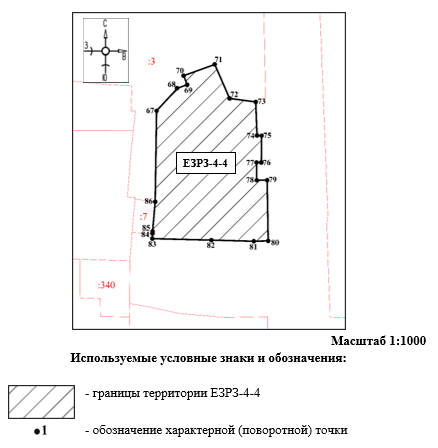 С
З
В
Ю
:3
71
70
68
69
72
73
67
74 75
ЕЗРЗ-4-4
77 76
78 79
86
:7
85
84
83
82
81
80
:340
Масштаб 1:1000
Используемые условные знаки и обозначения:
- границы территории ЕЗРЗ-4-4
●1 - обозначение характерной (поворотной) точки